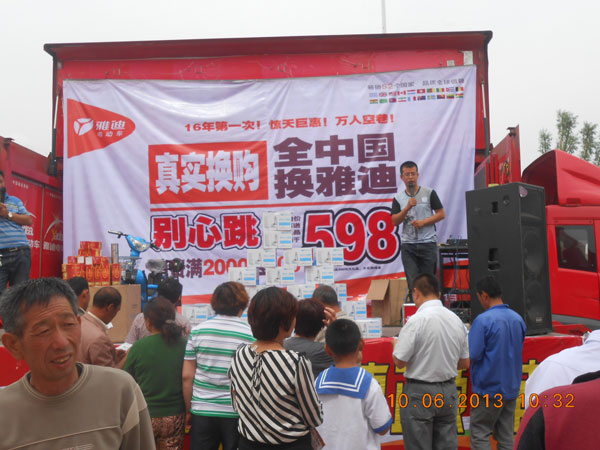 雅迪
电动车
16年第一次！惊天巨惠！万人空巷！
真实换购
全中国
换雅迪
别心跳
598
满2000
10.06.2013 10:32